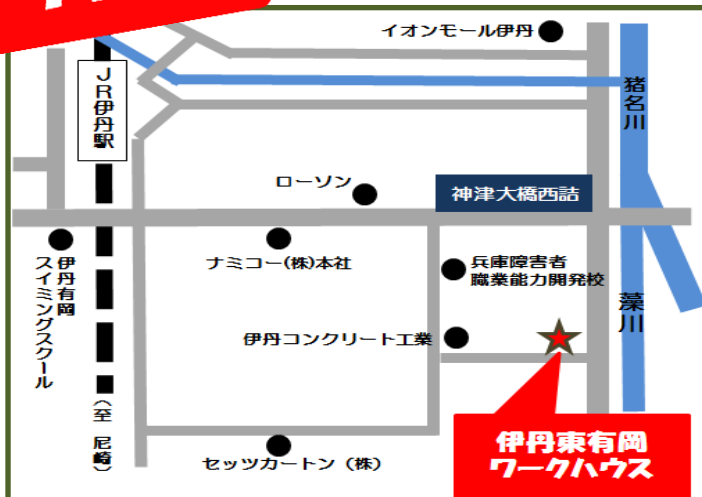 イオンモール伊丹
JR伊丹駅
猪名川
ローソン
神津大橋西詰
伊丹有岡
スイミングスクール
ナミコー(株)本社
兵庫障害者
職業能力開発校
藻川
伊丹コンクリート工業
(至 尼崎)
伊丹東有岡
ワークハウス
セッツカートン(株)